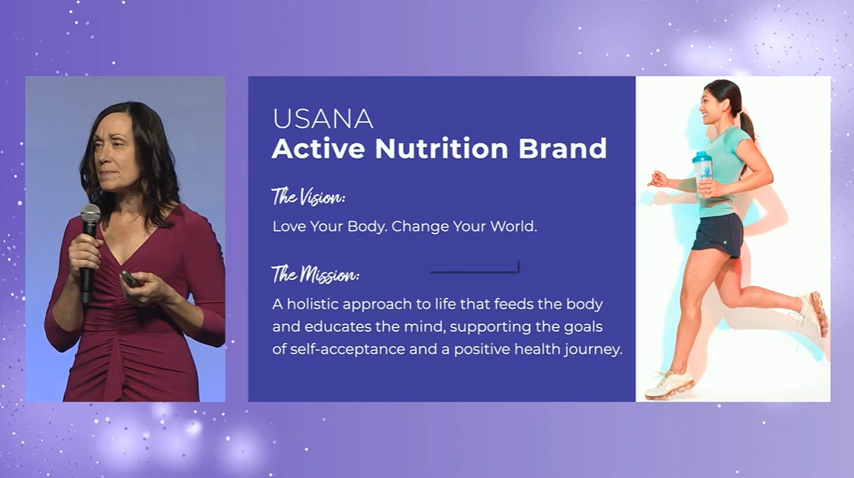 USANA
Active Nutrition Brand
The Vision:
Love Your Body. Change Your World.
The Mission:
A holistic approach to life that feeds the body
and educates the mind, supporting the goals
of self-acceptance and a positive health journey.